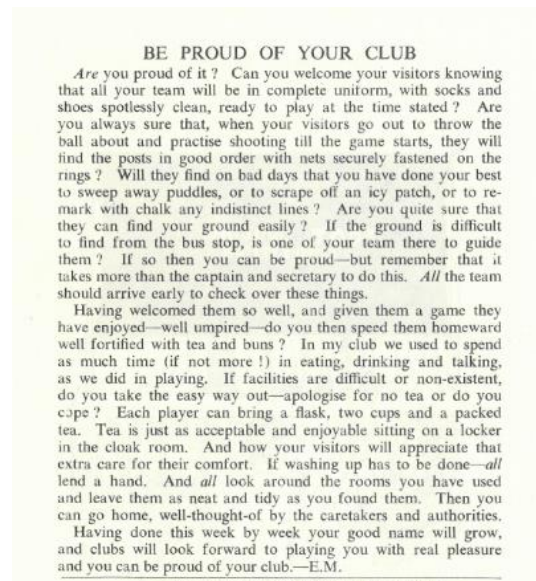 BE PROUD OF YOUR CLUB
Are you proud of it ? Can you welcome your visitors knowing
that all your team will be in complete uniform, with socks and
shoes spotlessly clean, ready to play at the time stated ? Are
you always sure that, when your visitors go out to throw the
ball about and practise shooting till the game starts, they will
find the posts in good order with nets securely fastened on the
rings ? Will they find on bad days that you have done your best
to sweep away puddles, or to scrape off an icy patch, or to re-
mark with chalk any indistinct lines ? Are you quite sure that
they can find your ground easily ? If the ground is difficult
to find from the bus stop, is one of your team there to guide
them ? If so then you can be proud—but remember that it
takes more than the captain and secretary to do this. All the team
should arrive early to check over these things.
Having welcomed them so well, and given them a game they
have enjoyed—well umpired—do you then speed them homeward
well fortified with tea and buns ? In my club we used to spend
as much time (if not more !) in eating, drinking and talking,
as we did in playing. If facilities are difficult or non-existent,
do you take the easy way out—apologise for no tea or do you
cope ? Each player can bring a flask, two cups and a packed
tea. Tea is just as acceptable and enjoyable sitting on a locker
in the cloak room. And how your visitors will appreciate that
extra care for their comfort. If washing up has to be done—all
lend a hand. And all look around the rooms you have used
and leave them as neat and tidy as you found them. Then you
can go home, well-thought-of by the caretakers and authorities.
Having done this week by week your good name will grow,
and clubs will look forward to playing you with real pleasure
and you can be proud of your club.—E.M.